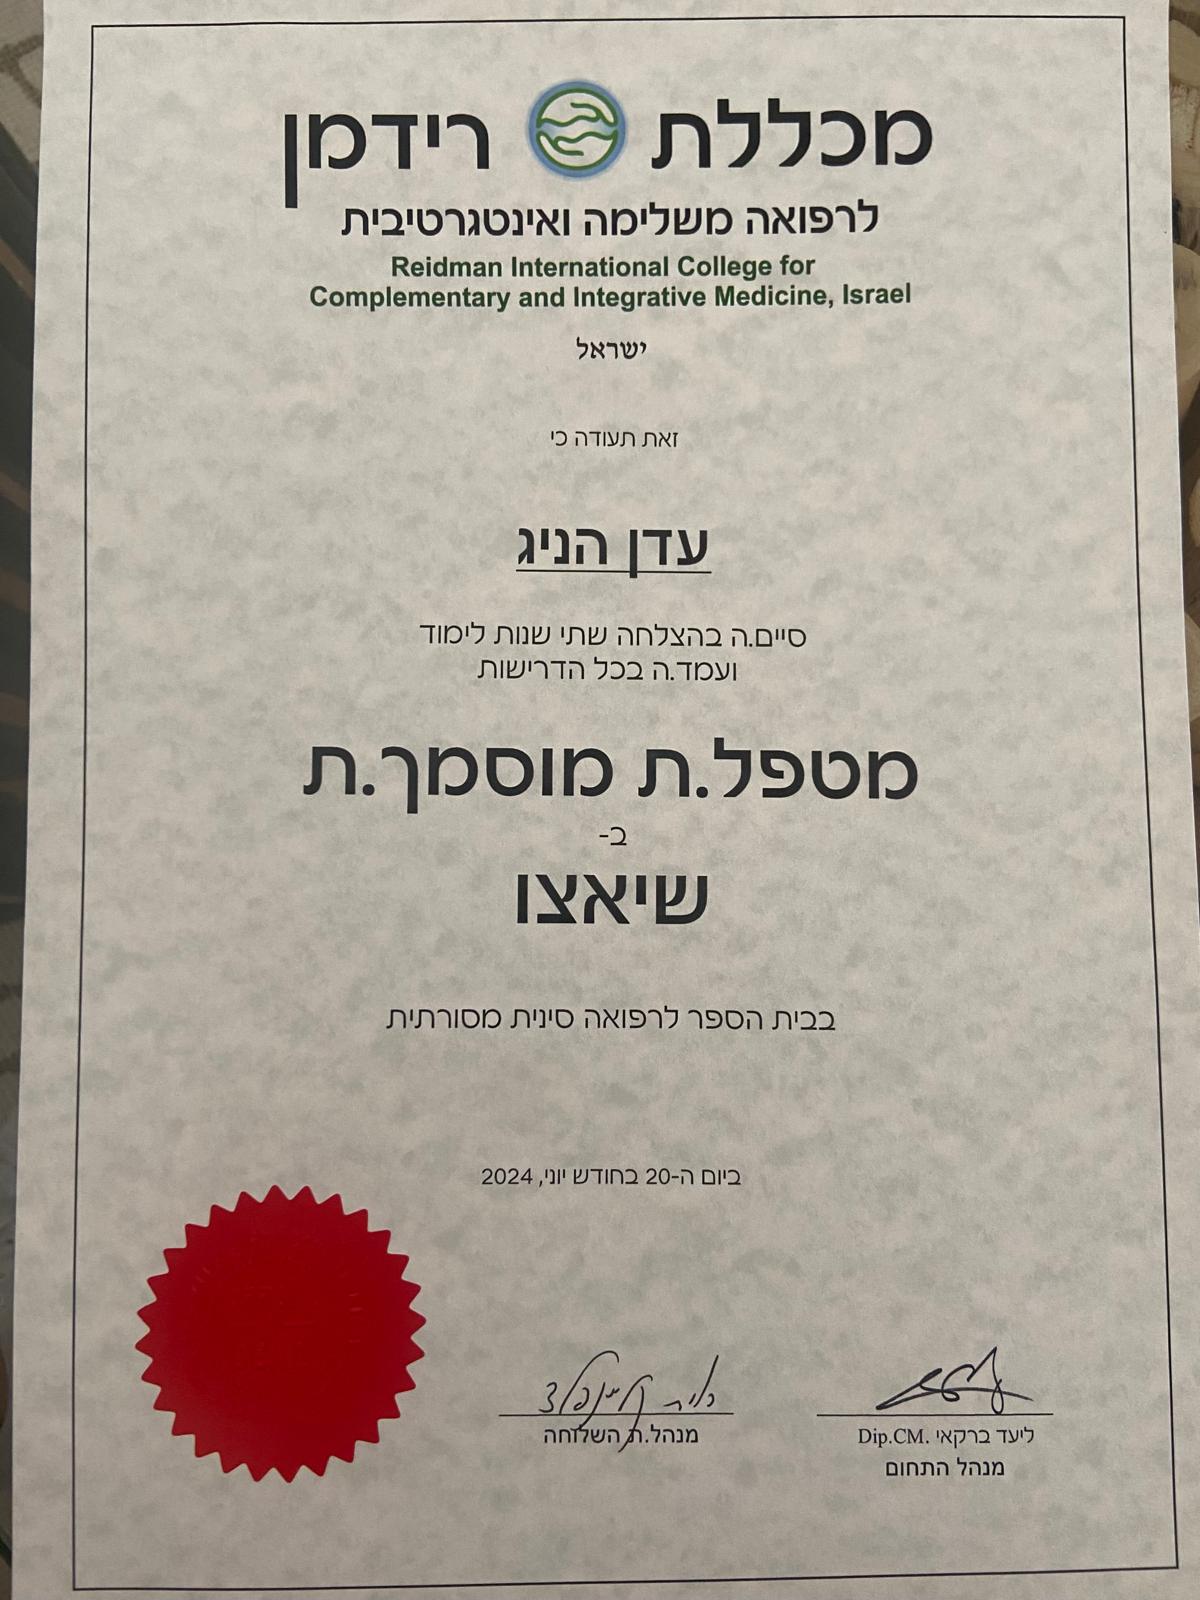 מכללת רידמן
לרפואה משלימה ואינטגרטיבית
Reidman International College for
Complementary and Integrative Medicine, Israel
ישראל
זאת תעודה כי
עדן הניג
סיים.ה בהצלחה שתי שנות לימוד
ועמד.ה בכל הדרישות
מטפל.ת מוסמך.ת
ב-
שיאצו
בבית הספר לרפואה סינית מסורתית
ביום ה-20 בחודש יוני, 2024
ליעד ברקאי Dip.CM.
מנהל התחום
מנהל.ת השלוחה